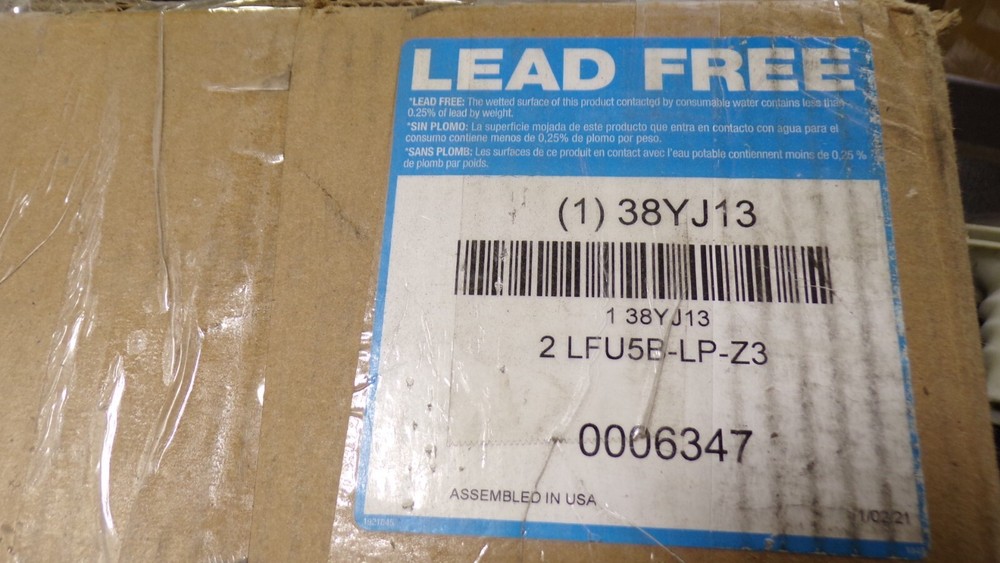 LEAD FREE
*LEAD FREE: The wetted surface of this product contacted by consumable water contains less than
0.25% of lead by weight.
*SIN PLOMO: La superficie mojada de este producto que entra en contacto con agua para el
consumo contiene menos de 0,25% de plomo por peso.
*SANS PLOMB: Les surfaces de ce produit en contact avec l'eau potable contiennent moins de 0,25 %
de plomb par poids.
(1) 38YJ13
1 38YJ13
2 LFU5B-LP-Z3
0006347
ASSEMBLED IN USA
1/02/21